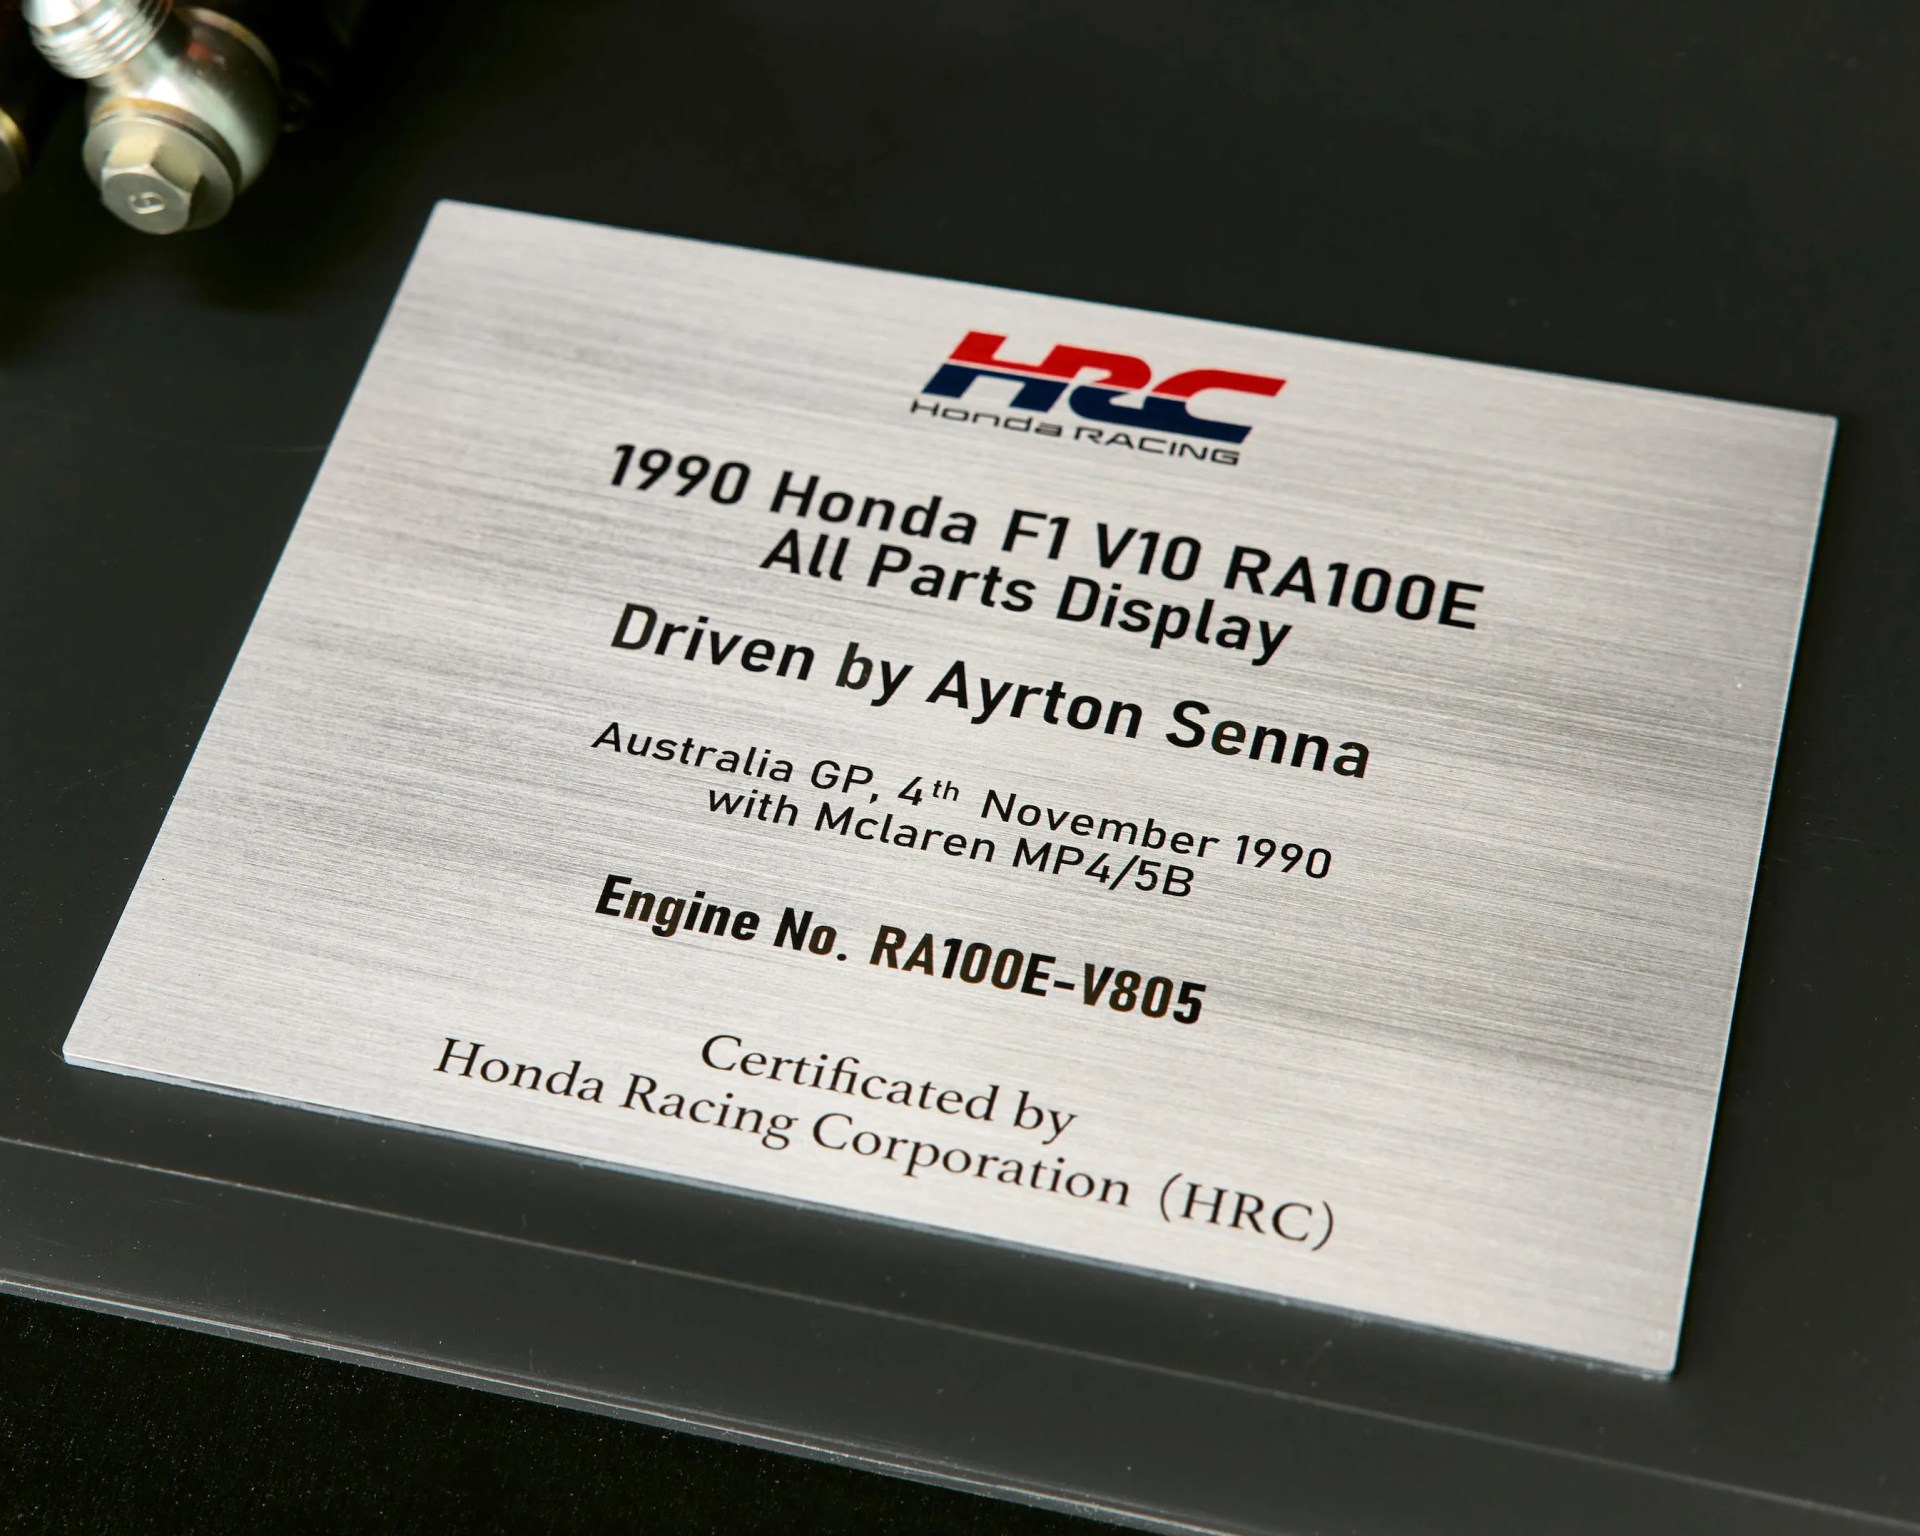 HRC
Honda RACING
1990 Honda F1 V10 RA100E
All Parts Display
Driven by Ayrton Senna
Australia GP, 4th November 1990
with Mclaren MP4/5B
Engine No. RA100E-V805
Certificated by
Honda Racing Corporation (HRC)